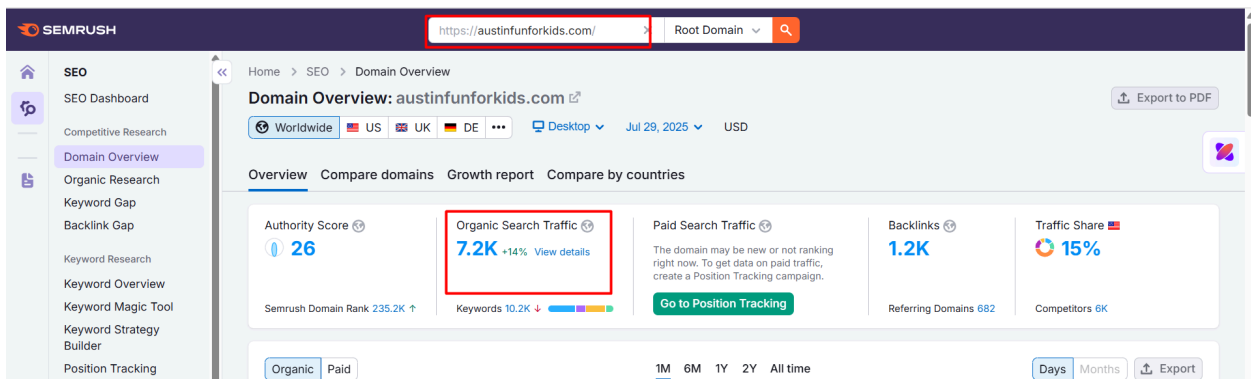 SEMRUSH
https://austinfunforkids.com/ × Root Domain
SEO
SEO Dashboard
Competitive Research
Domain Overview
Organic Research
Keyword Gap
Backlink Gap
Keyword Research
Keyword Overview
Keyword Magic Tool
Keyword Strategy
Builder
Position Tracking
Home > SEO > Domain Overview
Domain Overview: austinfunforkids.com
Export to PDF
Worldwide US UK DE ••• Desktop Jul 29, 2025 USD
Overview Compare domains Growth report Compare by countries
Authority Score
26
Semrush Domain Rank 235.2K ↑
Organic Search Traffic
7.2K +14% View details
Keywords 10.2K ↓
Paid Search Traffic
The domain may be new or not ranking
right now. To get data on paid traffic,
create a Position Tracking campaign.
Go to Position Tracking
Backlinks
1.2K
Referring Domains 682
Traffic Share
15%
Competitors 6K
Organic Paid
1M 6M 1Y 2Y All time
Days Months Export